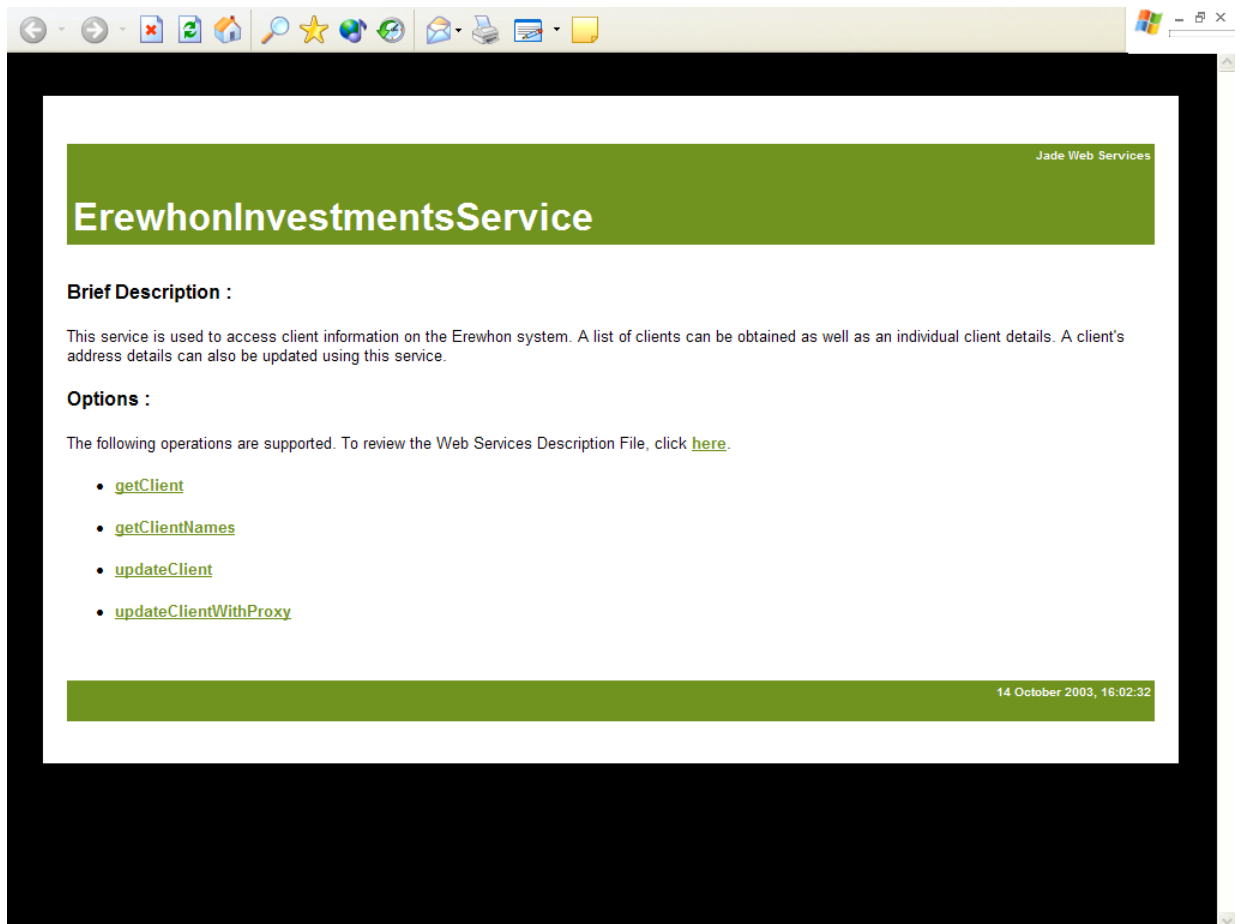 Jade Web Services
ErewhonInvestmentsService
Brief Description :
This service is used to access client information on the Erewhon system. A list of clients can be obtained as well as an individual client details. A client's
address details can also be updated using this service.
Options :
The following operations are supported. To review the Web Services Description File, click here.
getClient
getClientNames
updateClient
updateClientWithProxy
14 October 2003, 16:02:32